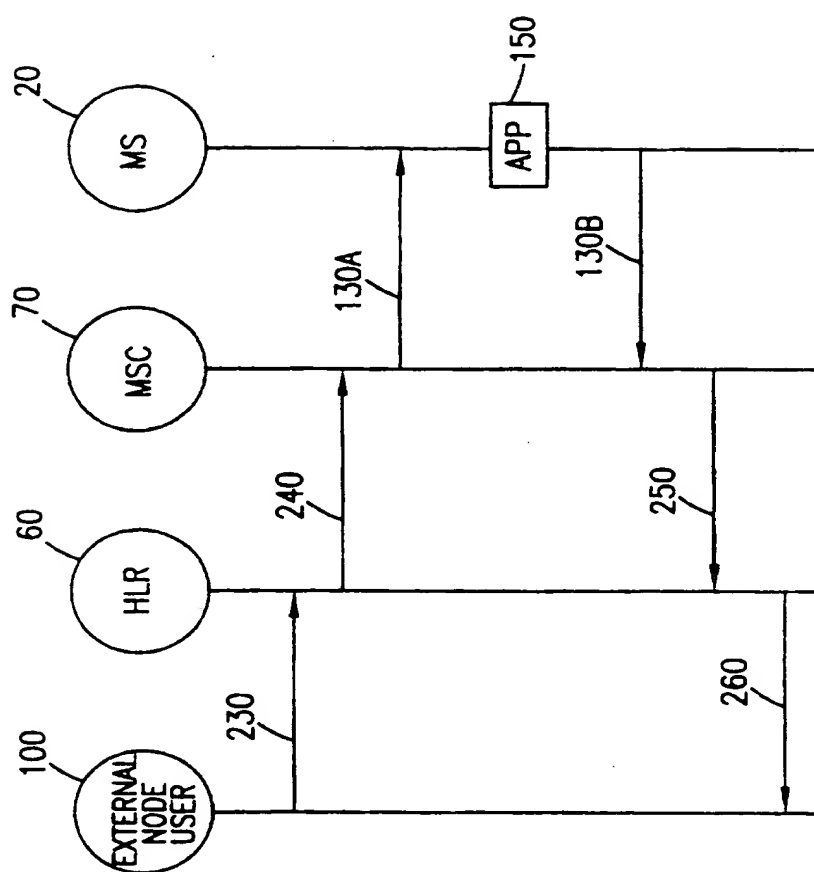 100
EXTERNAL
NODE
USER
60
HLR
70
MSC
20
MS
230
240
130A
150
APP
130B
250
260